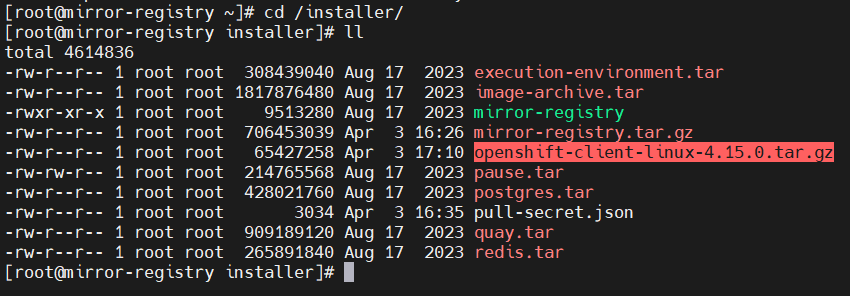 [root@mirror-registry ~]# cd /installer/
[root@mirror-registry installer]# ll
total 4614836
-rw-r--r-- 1 root root  308439040 Aug 17  2023 execution-environment.tar
-rw-r--r-- 1 root root 1817876480 Aug 17  2023 image-archive.tar
-rwxr-xr-x 1 root root    9513280 Aug 17  2023 mirror-registry
-rw-r--r-- 1 root root  706453039 Apr  3 16:26 mirror-registry.tar.gz
-rw-r--r-- 1 root root   65427258 Apr  3 17:10 openshift-client-linux-4.15.0.tar.gz
-rw-rw-r-- 1 root root  214765568 Aug 17  2023 pause.tar
-rw-r--r-- 1 root root  428021760 Aug 17  2023 postgres.tar
-rw-r--r-- 1 root root       3034 Apr  3 16:35 pull-secret.json
-rw-r--r-- 1 root root  909189120 Aug 17  2023 quay.tar
-rw-r--r-- 1 root root  265891840 Aug 17  2023 redis.tar
[root@mirror-registry installer]#